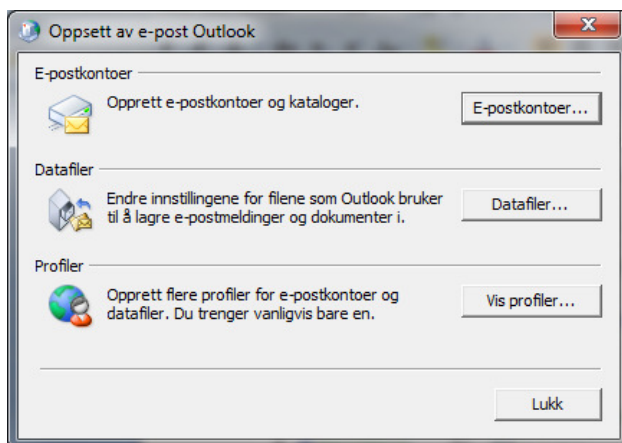 Oppsett av e-post Outlook
E-postkontoer
Opprett e-postkontoer og kataloger.
E-postkontoer...
Datafiler
Endre innstillingene for filene som Outlook bruker
til å lagre e-postmeldinger og dokumenter i.
Datafiler...
Profiler
Opprett flere profiler for e-postkontoer og
datafiler. Du trenger vanligvis bare en.
Vis profiler...
Lukk